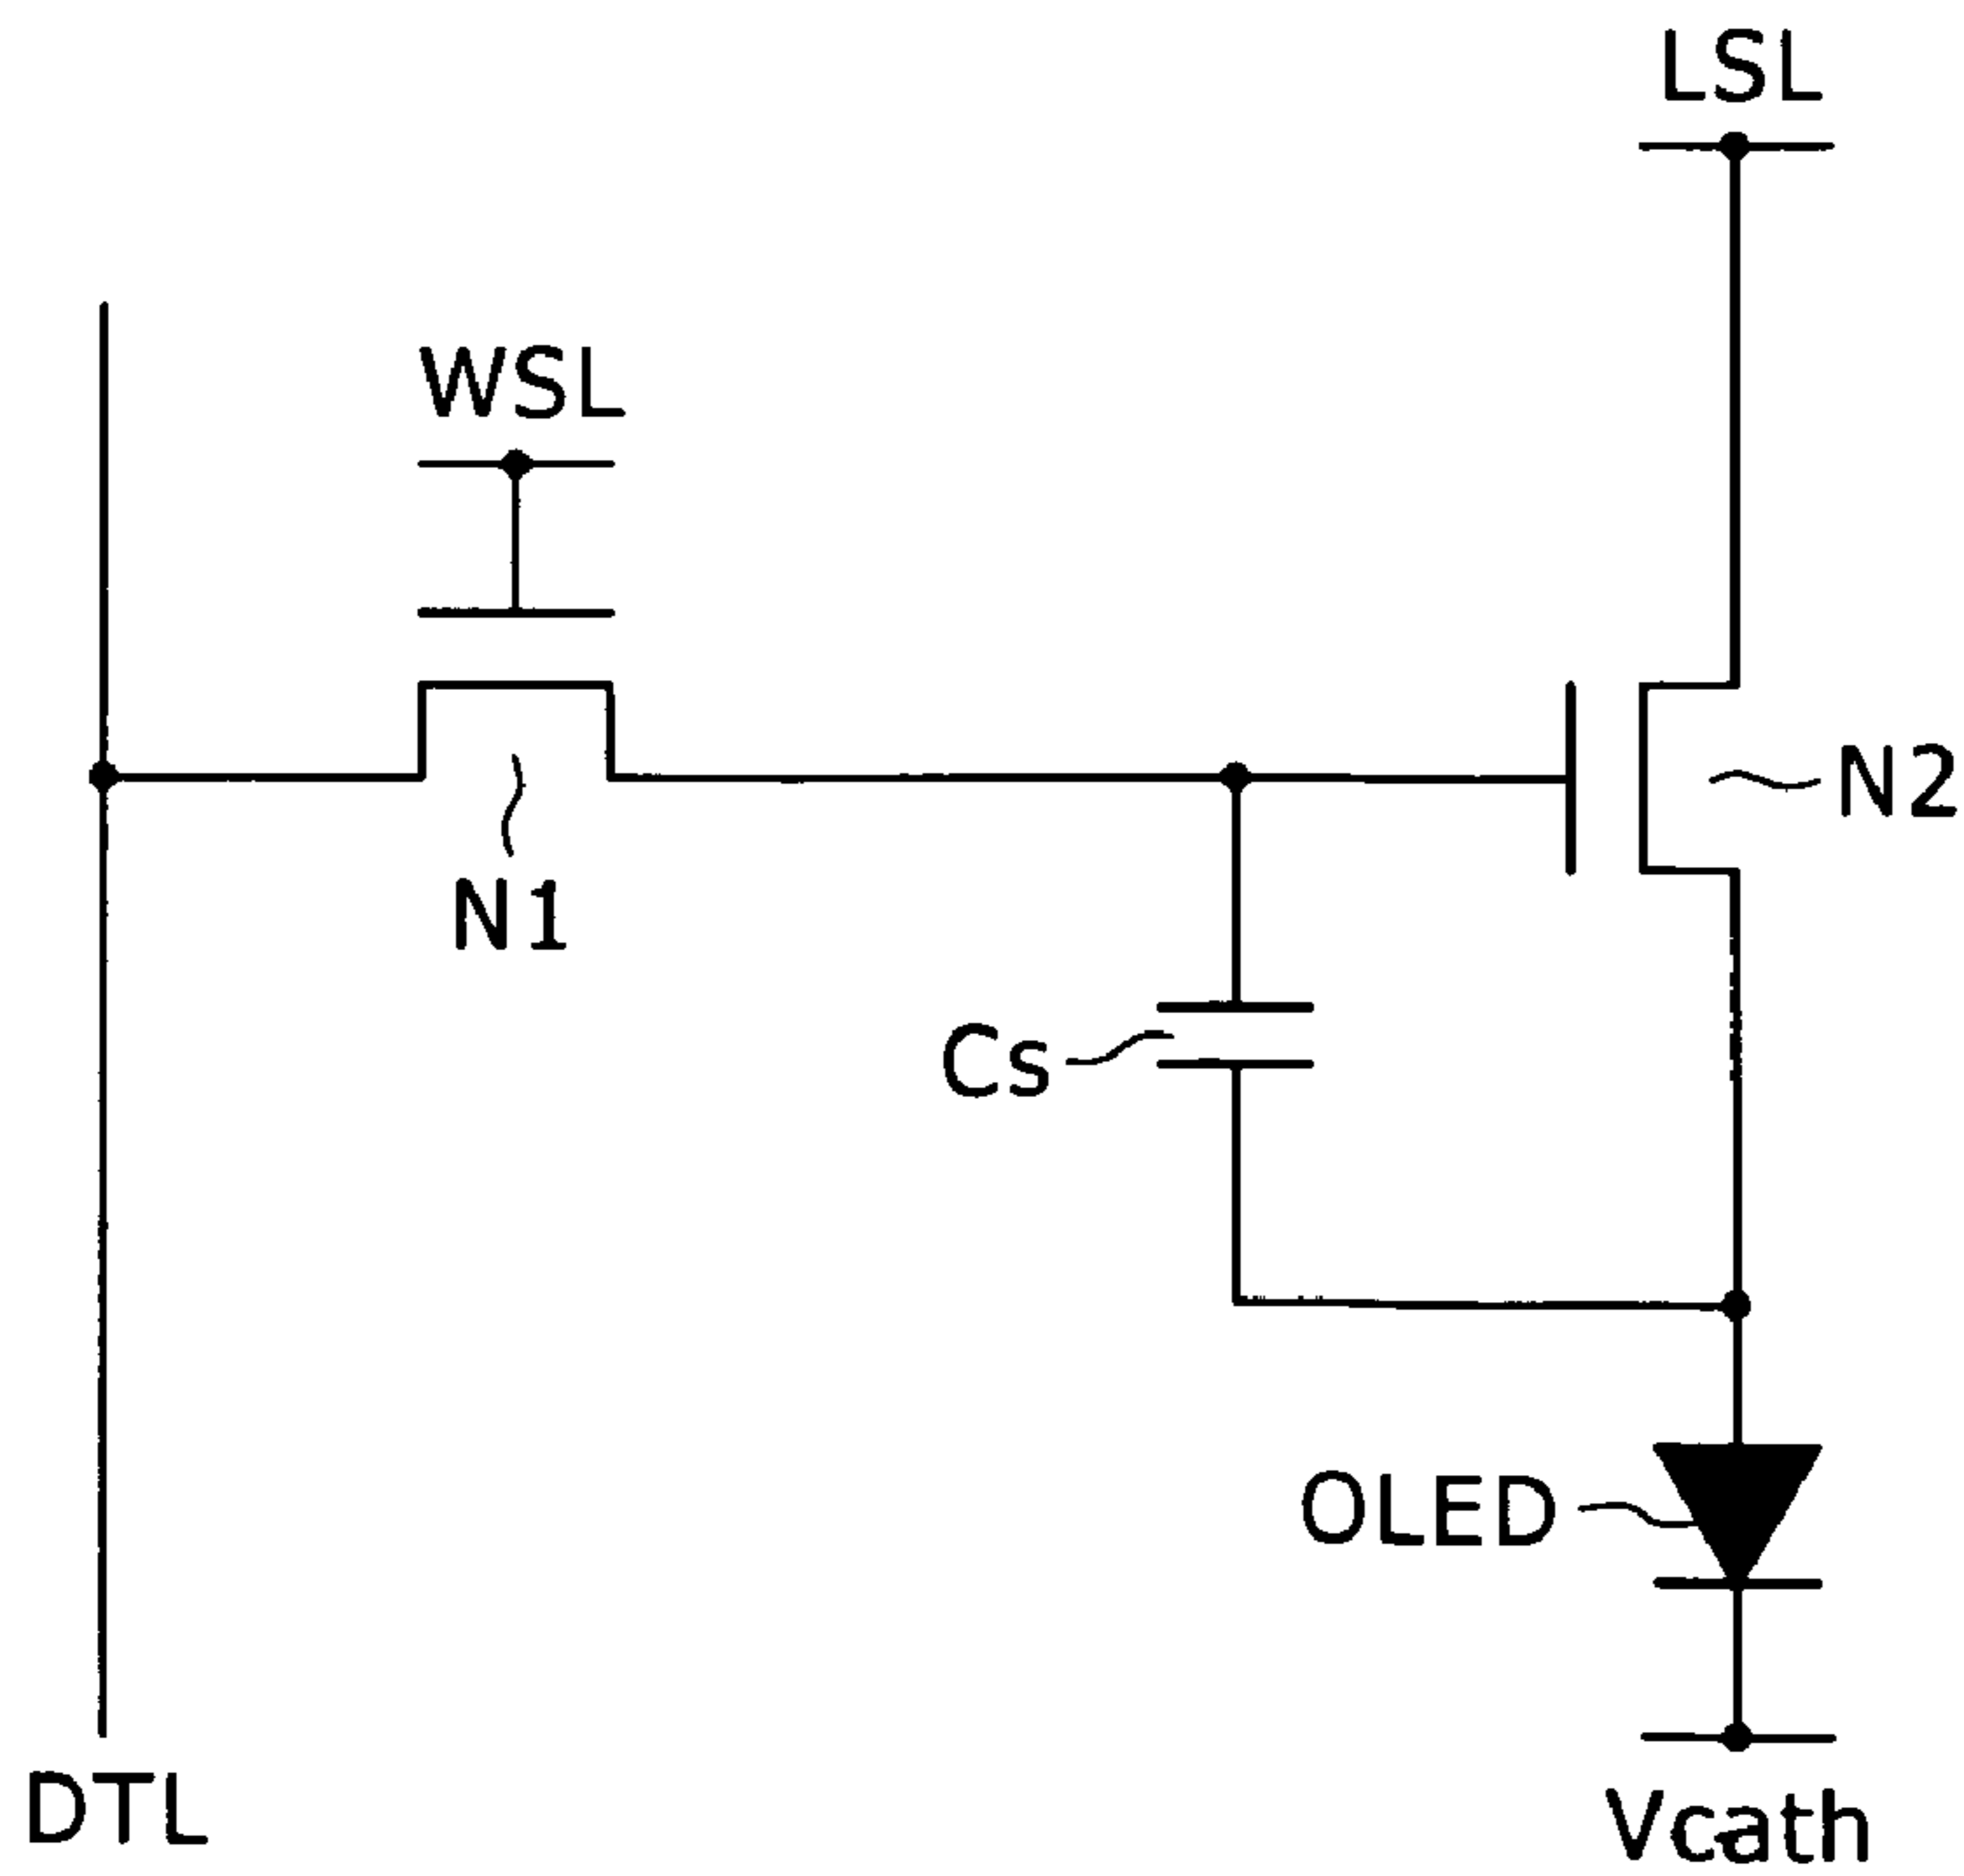 LSL
WSL
N2
N1
Cs
OLED
DTL
Vcath